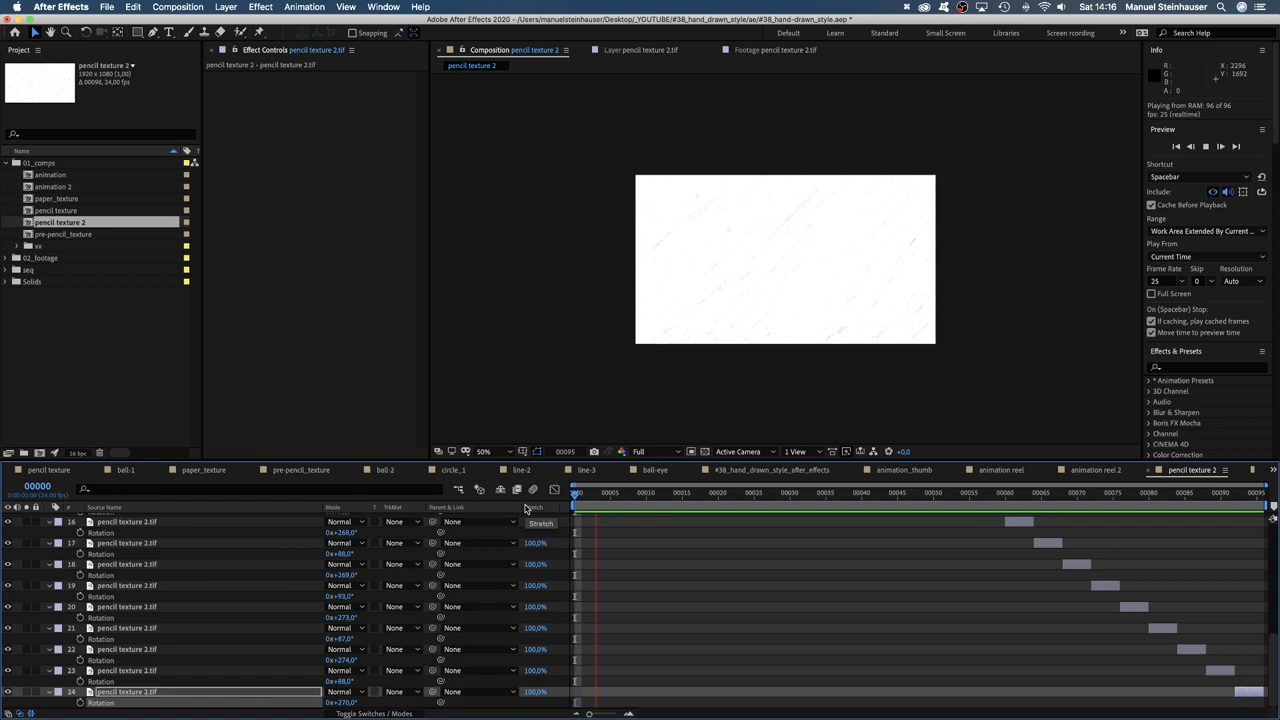 After Effects File Edit Composition Layer Effect Animation View Window Help Sat 14:16 Manuel Steinhauser
Adobe After Effects 2020 - /Users/manuelsteinhauser/Desktop/_YOUTUBE/#38_hand_drawn_style/ae/#38_hand-drawn_style.aep *
Snapping Default Learn Standard Small Screen Libraries Screen recording Search Help
Project Effect Controls pencil texture 2.tif Composition pencil texture 2 Layer pencil texture 2.tif Footage pencil texture 2.tif Info
pencil texture 2 • pencil texture 2.tif pencil texture 2
pencil texture 2
1920 x 1080 (1,00)
Δ 00096, 24,00 fps
R :
G :
B :
A : 0
X : 2296
Y : 1692
Playing from RAM: 96 of 96
fps: 25 (realtime)
Preview
Name
01_comps
animation
animation 2
paper_texture
pencil texture
pencil texture 2
pre-pencil_texture
xx
02_footage
seq
Solids
Shortcut
Spacebar
Include:
Cache Before Playback
Range
Work Area Extended By Current ...
Play From
Current Time
Frame Rate Skip Resolution
25 0 Auto
Full Screen
On (Spacebar) Stop:
If caching, play cached frames
Move time to preview time
Effects & Presets
* Animation Presets
3D Channel
Audio
Blur & Sharpen
Boris FX Mocha
Channel
CINEMA 4D
Color Correction
16 bpc 50% 00095 Full Active Camera 1 View +0,0
pencil texture ball-1 paper_texture pre-pencil_texture ball-2 circle_1 line-2 line-3 ball-eye #38_hand_drawn_style_after_effects animation_thumb animation reel animation reel 2 pencil texture 2
00000
0:00:00:00 (24.00 fps)
00005 00010 00015 00020 00025 00030 00035 00040 00045 00050 00055 00060 00065 00070 00075 00080 00085 00090 00095
# Source Name Mode T TrkMat Parent & Link Stretch
Stretch
16 pencil texture 2.tif Normal None None
Rotation 0x+268,0°
17 pencil texture 2.tif Normal None None 100,0%
Rotation 0x+88,0°
18 pencil texture 2.tif Normal None None 100,0%
Rotation 0x+269,0°
19 pencil texture 2.tif Normal None None 100,0%
Rotation 0x+93,0°
20 pencil texture 2.tif Normal None None 100,0%
Rotation 0x+273,0°
21 pencil texture 2.tif Normal None None 100,0%
Rotation 0x+87,0°
22 pencil texture 2.tif Normal None None 100,0%
Rotation 0x+274,0°
23 pencil texture 2.tif Normal None None 100,0%
Rotation 0x+88,0°
24 pencil texture 2.tif Normal None None 100,0%
Rotation 0x+270,0°
Toggle Switches / Modes